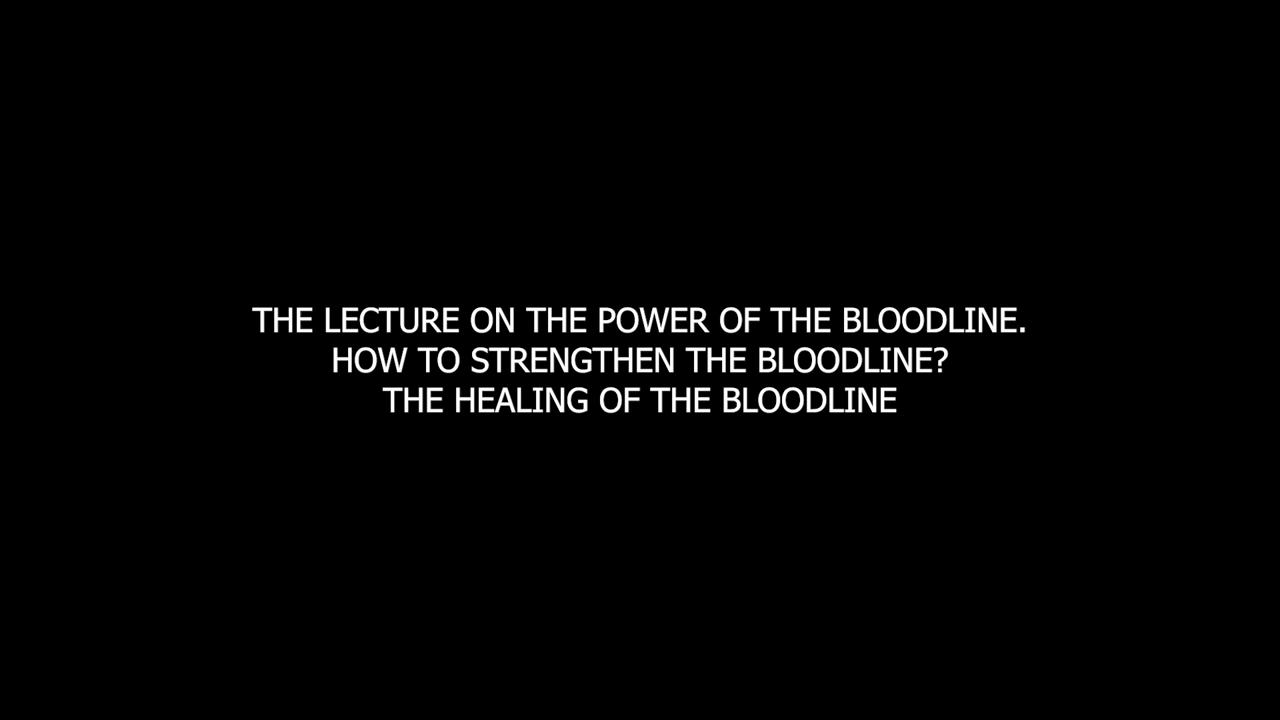 THE LECTURE ON THE POWER OF THE BLOODLINE.
HOW TO STRENGTHEN THE BLOODLINE?
THE HEALING OF THE BLOODLINE